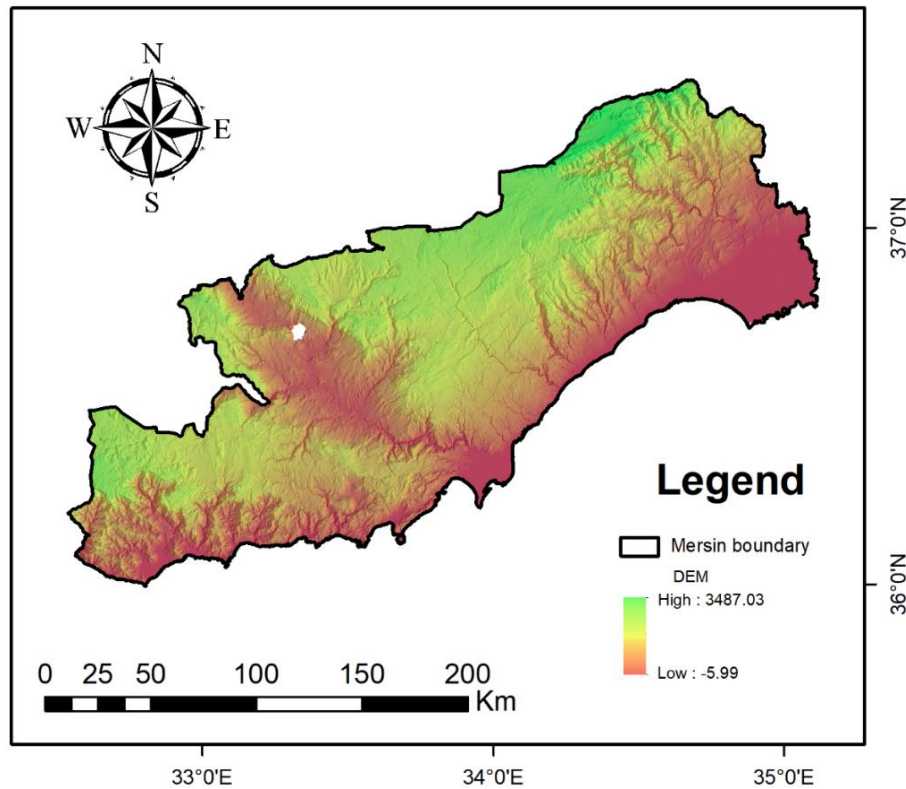 N
W E
S
37°0'N
Legend
Mersin boundary
DEM
High : 3487.03
36°0'N
Low : -5.99
0 25 50 100 150 200
Km
33°0'E 34°0'E 35°0'E